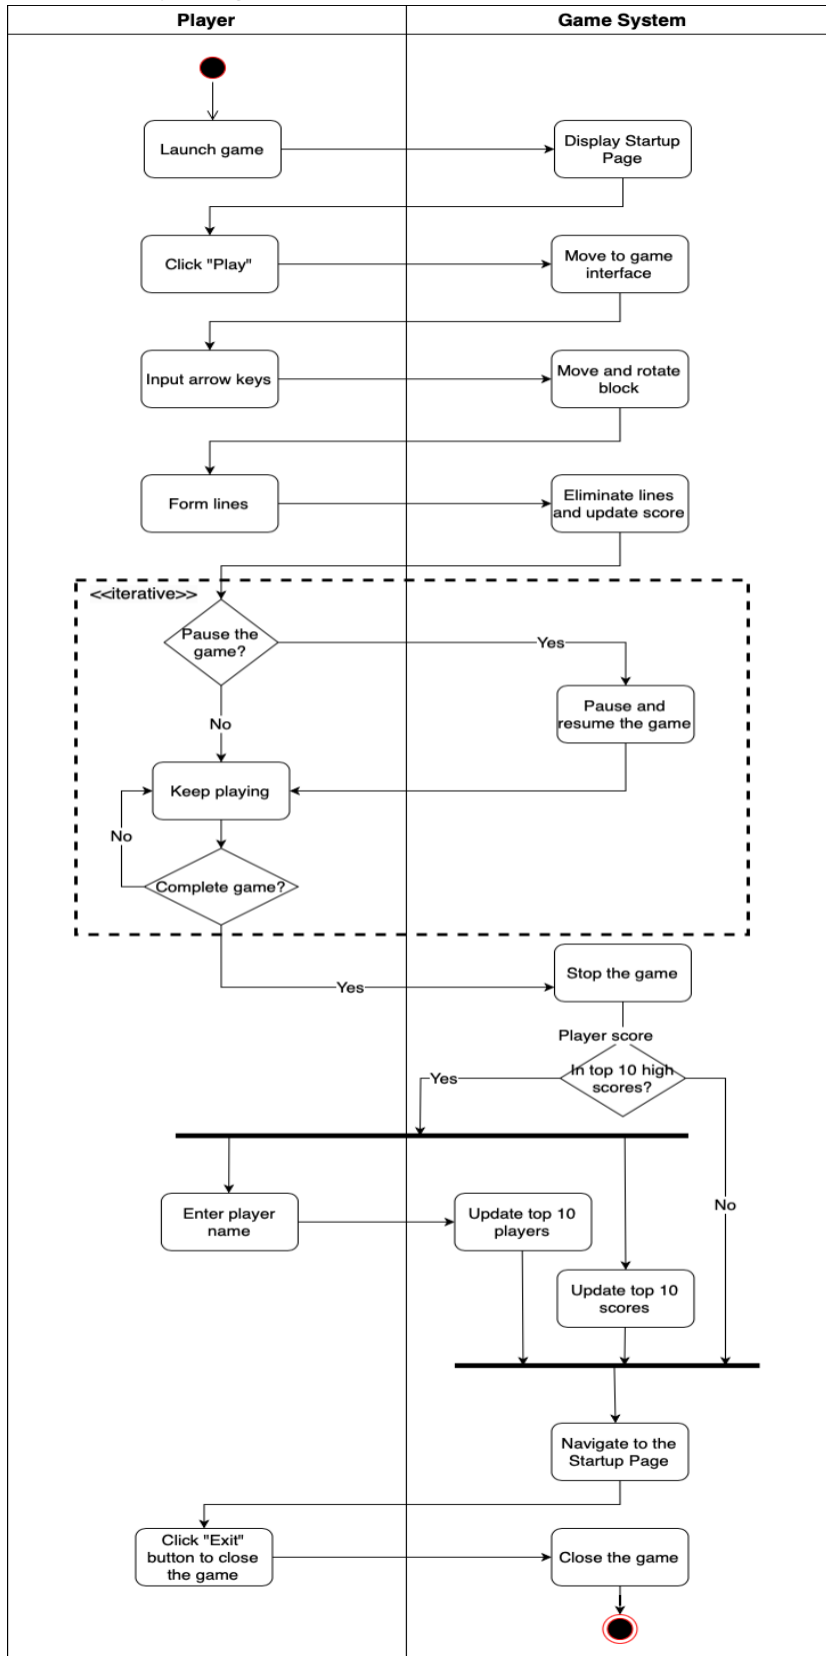 Player
Game System
Launch game
Display Startup
Page
Click "Play"
Move to game
interface
Input arrow keys
Move and rotate
block
Form lines
Eliminate lines
and update score
<<iterative>>
Pause the
game?
Yes
Pause and
resume the game
No
Keep playing
No
Complete game?
Yes
Stop the game
Player score
In top 10 high
scores?
Yes
No
Enter player
name
Update top 10
players
Update top 10
scores
Navigate to the
Startup Page
Click "Exit"
button to close
the game
Close the game